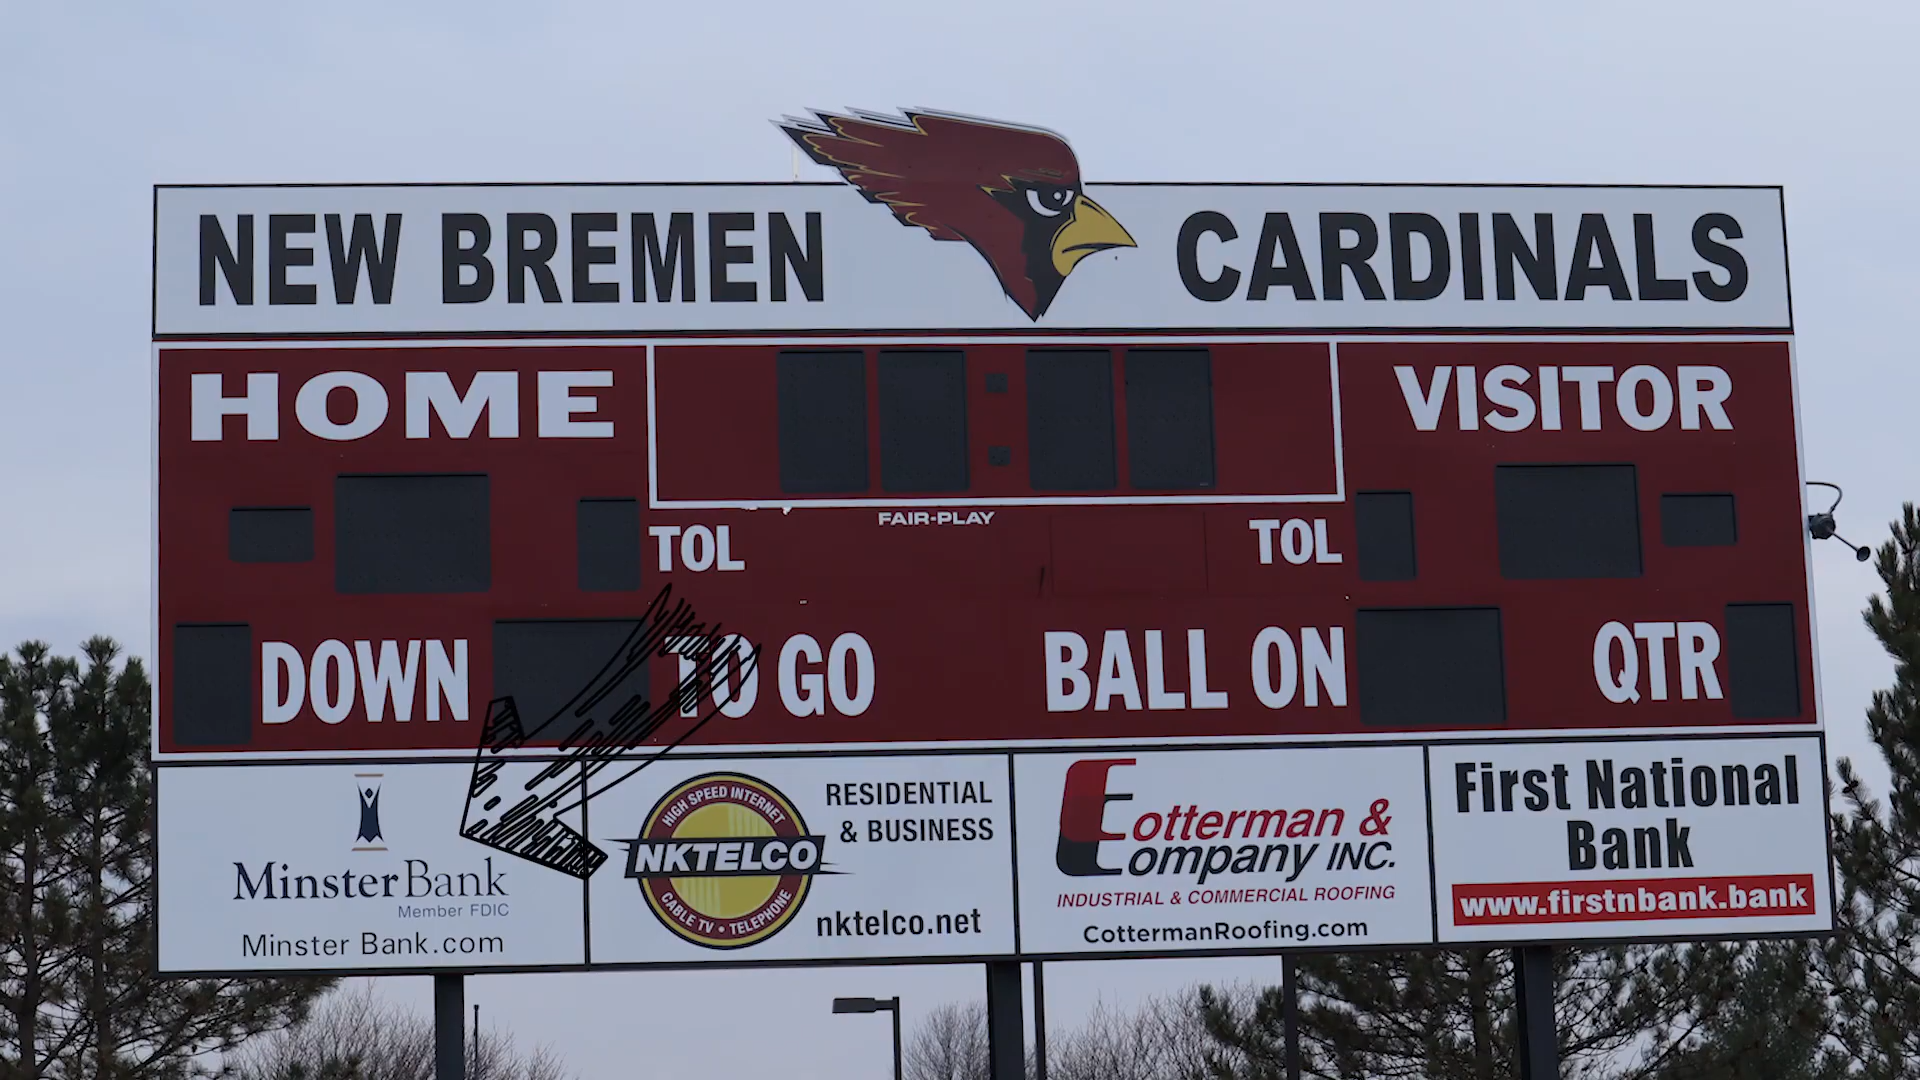 NEW BREMEN CARDINALS
HOME
VISITOR
FAIR-PLAY
TOL
TOL
DOWN
TO GO
BALL ON
QTR
Minster Bank
Member FDIC
Minster Bank.com
HIGH SPEED INTERNET
NKTELCO
CABLE TV • TELEPHONE
RESIDENTIAL
& BUSINESS
nktelco.net
Cotterman &
Company INC.
INDUSTRIAL & COMMERCIAL ROOFING
CottermanRoofing.com
First National
Bank
www.firstnbank.bank